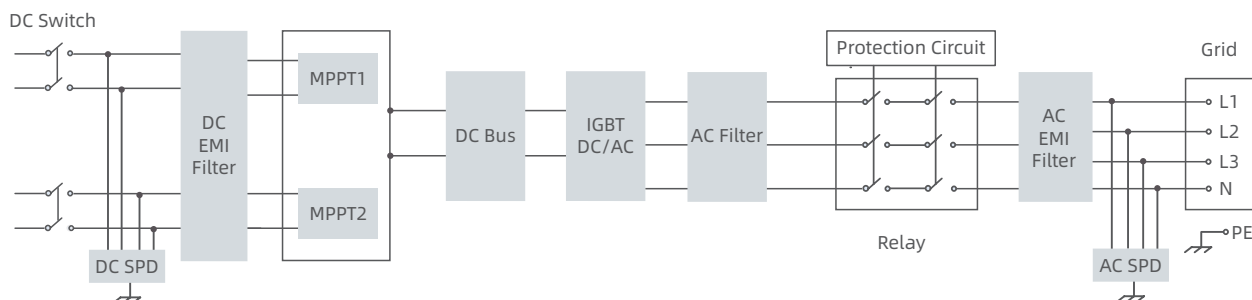 DC Switch
DC SPD
DC
EMI
Filter
MPPT1
MPPT2
DC Bus
IGBT
DC/AC
AC Filter
Protection Circuit
Relay
AC
EMI
Filter
AC SPD
Grid
L1
L2
L3
N
PE